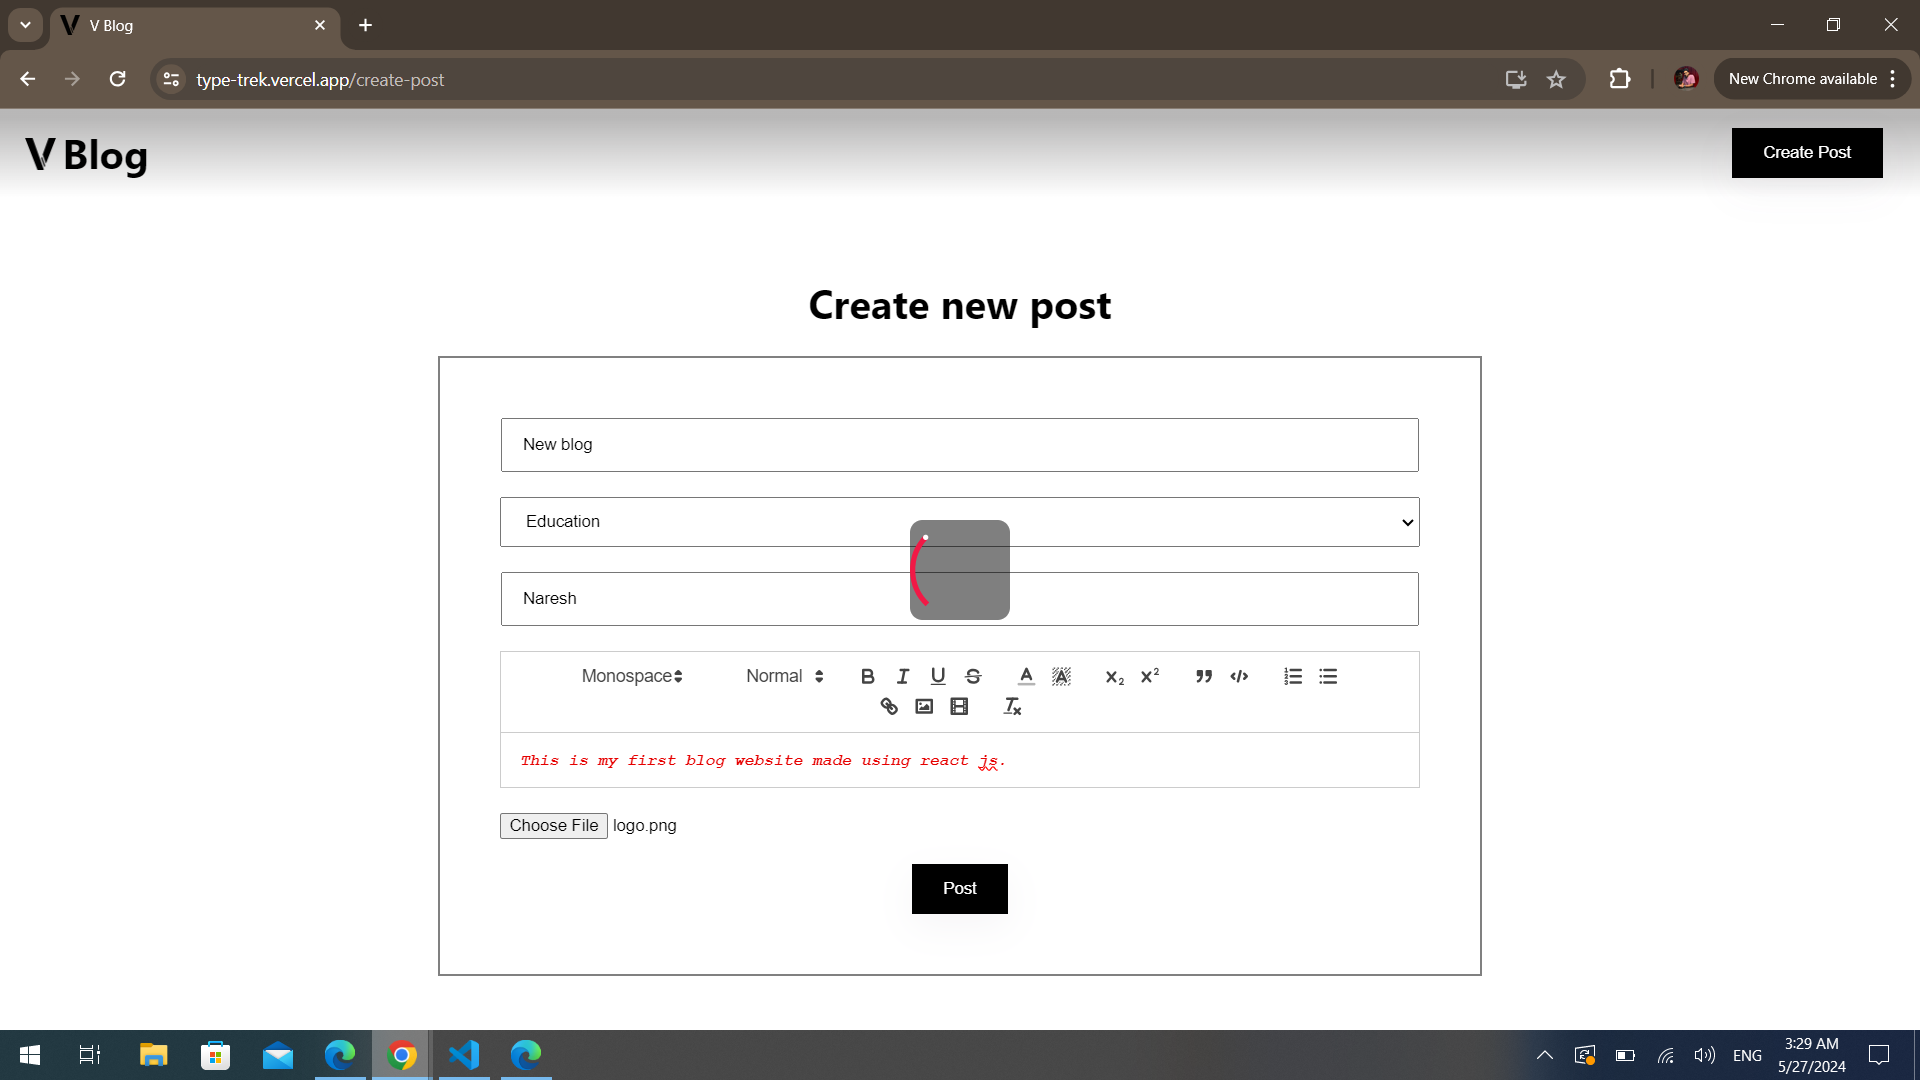 V Blog
type-trek.vercel.app/create-post
New Chrome available
V Blog
Create Post
Create new post
New blog
Education
Naresh
Monospace Normal
This is my first blog website made using react js.
Choose File logo.png
Post
ENG
3:29 AM
5/27/2024